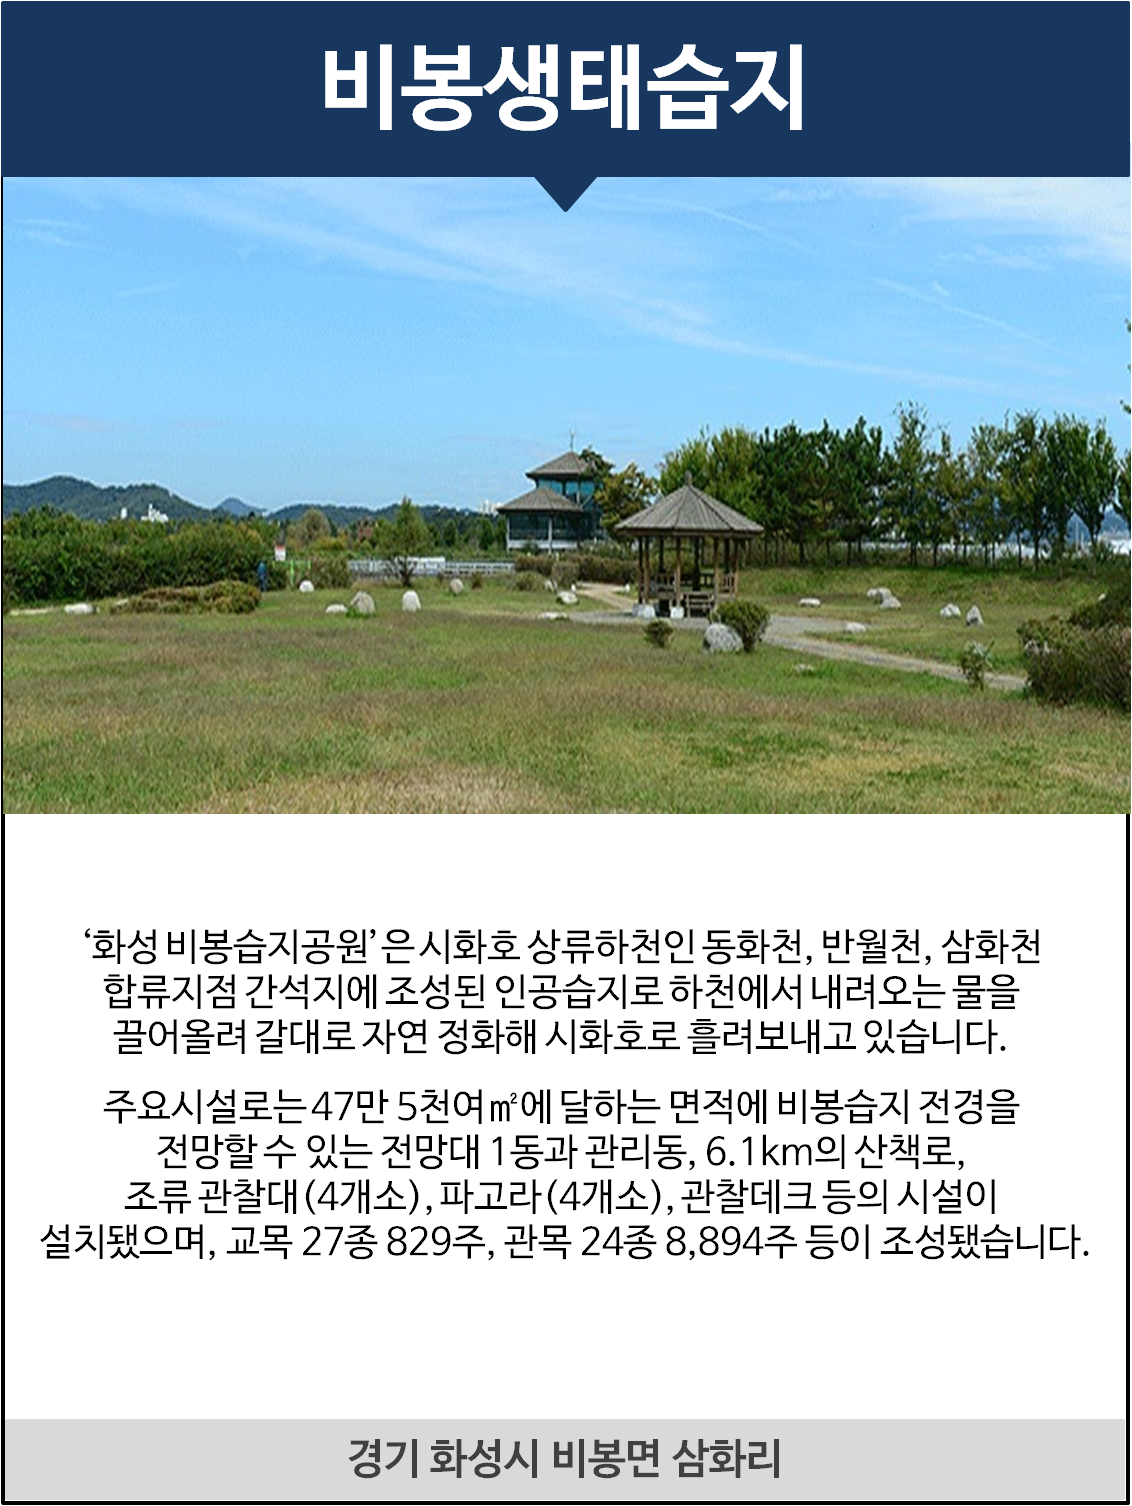 비봉생태습지
‘화성 비봉습지공원’은 시화호 상류하천인 동화천, 반월천, 삼화천
합류지점 간석지에 조성된 인공습지로 하천에서 내려오는 물을
끌어올려 갈대로 자연 정화해 시화호로 흘려보내고 있습니다.
주요시설로는 47만 5천여㎡에 달하는 면적에 비봉습지 전경을
전망할 수 있는 전망대 1동과 관리동, 6.1km의 산책로,
조류 관찰대(4개소), 파고라(4개소), 관찰데크 등의 시설이
설치됐으며, 교목 27종 829주, 관목 24종 8,894주 등이 조성됐습니다.
경기 화성시 비봉면 삼화리